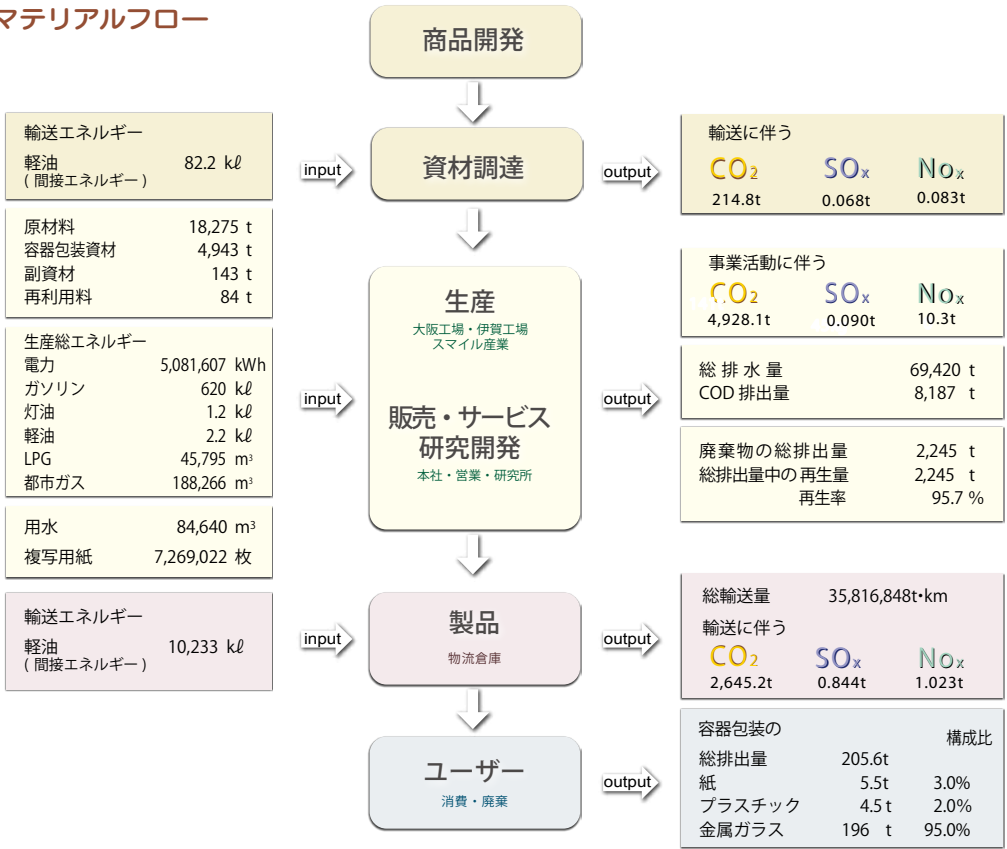 マテリアルフロー
商品開発
輸送エネルギー
軽油 82.2 kℓ
( 間接エネルギー )
input
資材調達
output
輸送に伴う
CO2 SOx Nox
214.8t 0.068t 0.083t
原材料 18,275 t
容器包装資材 4,943 t
副資材 143 t
再利用料 84 t
生産総エネルギー
電力 5,081,607 kWh
ガソリン 620 kℓ
灯油 1.2 kℓ
軽油 2.2 kℓ
LPG 45,795 m³
都市ガス 188,266 m³
用水 84,640 m³
複写用紙 7,269,022 枚
input
生産
大阪工場・伊賀工場
スマイル産業
販売・サービス
研究開発
本社・営業・研究所
output
事業活動に伴う
CO2 SOx Nox
4,928.1t 0.090t 10.3t
総 排 水 量 69,420 t
COD 排出量 8,187 t
廃棄物の総排出量 2,245 t
総排出量中の再生量 2,245 t
再生率 95.7 %
輸送エネルギー
軽油 10,233 kℓ
( 間接エネルギー )
input
製品
物流倉庫
output
総輸送量 35,816,848t•km
輸送に伴う
CO2 SOx Nox
2,645.2t 0.844t 1.023t
ユーザー
消費・廃棄
output
容器包装の 構成比
総排出量 205.6t
紙 5.5t 3.0%
プラスチック 4.5 t 2.0%
金属ガラス 196 t 95.0%